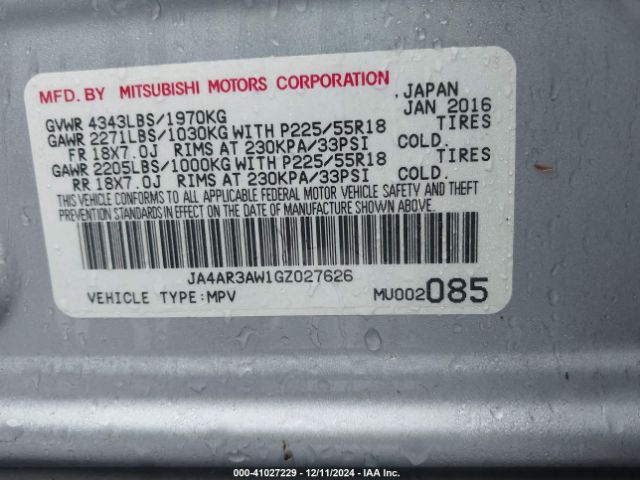 MFD.BY MITSUBISHI MOTORS CORPORATION ,JAPAN
GVWR 4343LBS/1970KG JAN 2016
GAWR 2271LBS/1030KG WITH P225/55R18 TIRES
FR 18X7.0J RIMS AT 230KPA/33PSI COLD.
GAWR 2205LBS/1000KG WITH P225/55R18 TIRES
RR 18X7.0J RIMS AT 230KPA/33PSI COLD.
THIS VEHICLE CONFORMS TO ALL APPLICABLE FEDERAL MOTOR VEHICLE SAFETY AND THEFT
PREVENTION STANDARDS IN EFFECT ON THE DATE OF MANUFACTURE SHOWN ABOVE.
JA4AR3AW1GZ027626
VEHICLE TYPE:MPV MU002085
000-41027229 - 12/11/2024 - IAAI.CA